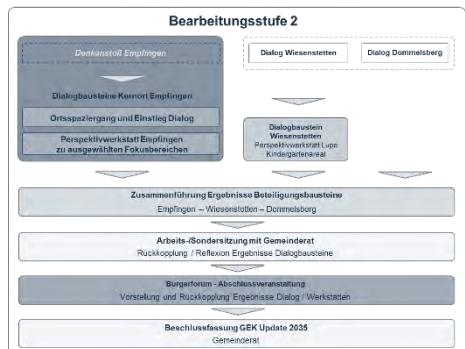 Bearbeitungsstufe 2
Denkanstoß Empfingen
Dialog Wiesenstetten
Dialog Dommelsberg
Dialogbausteine Kernort Empfingen
Ortsspaziergang und Einstieg Dialog
Perspektivwerkstatt Empfingen
zu ausgewählten Fokusbereichen
Dialogbaustein
Wiesenstetten
Perspektivwerkstatt Lupe
Kindergartenareal
Zusammenführung Ergebnisse Beteiligungsbausteine
Empfingen – Wiesenstetten – Dommelsberg
Arbeits-/Sondersitzung mit Gemeinderat
Rückkopplung / Reflexion Ergebnisse Dialogbausteine
Bürgerforum - Abschlussveranstaltung
Vorstellung und Rückkopplung Ergebnisse Dialog / Werkstätten
Beschlussfassung GEK Update 2035
Gemeinderat